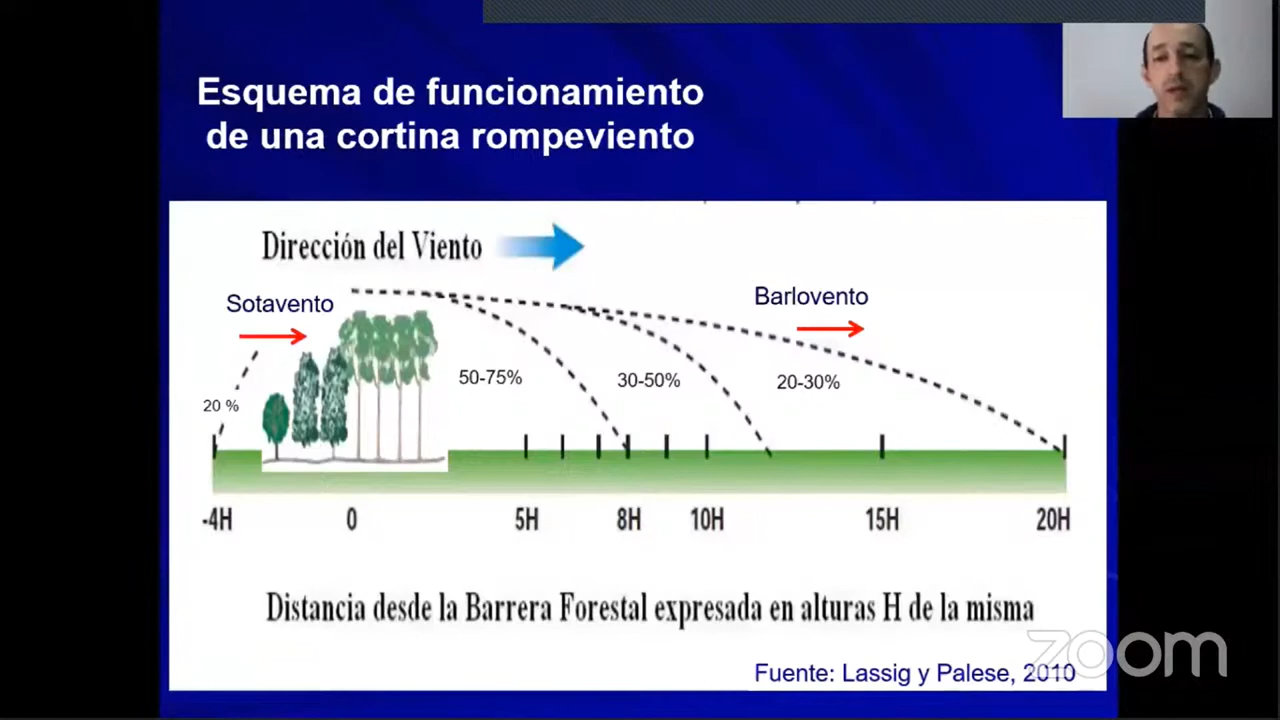 Esquema de funcionamiento
de una cortina rompeviento
Dirección del Viento
Sotavento
Barlovento
50-75%
30-50%
20-30%
20 %
-4H 0 5H 8H 10H 15H 20H
Distancia desde la Barrera Forestal expresada en alturas H de la misma
Fuente: Lassig y Palese, 2010
zoom